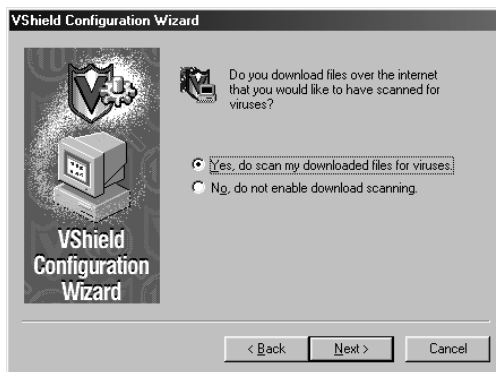 VShield Configuration Wizard
Do you download files over the internet
that you would like to have scanned for
viruses?
Yes, do scan my downloaded files for viruses.
No, do not enable download scanning.
VShield
Configuration
Wizard
< Back
Next >
Cancel